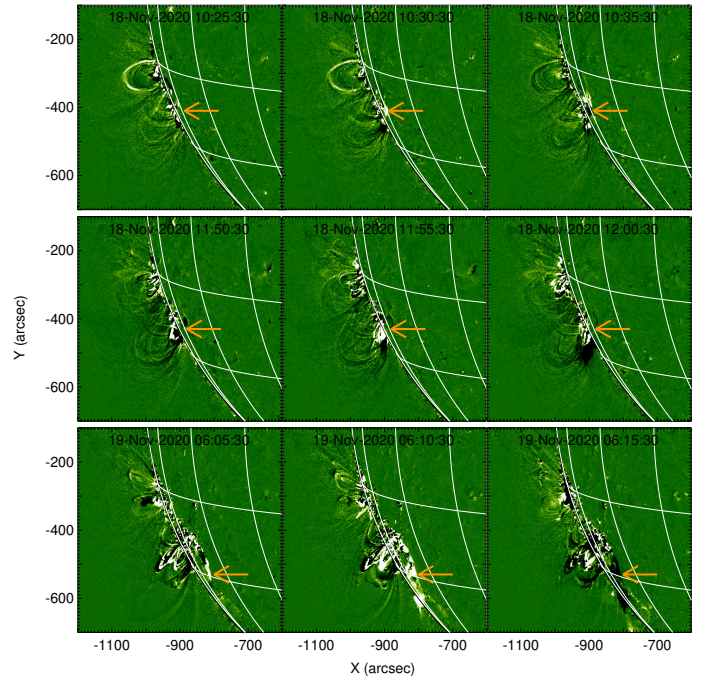 18-Nov-2020 10:25:30 18-Nov-2020 10:30:30 18-Nov-2020 10:35:30
-200
-400
-600
18-Nov-2020 11:50:30 18-Nov-2020 11:55:30 18-Nov-2020 12:00:30
-200
-400
-600
Y (arcsec)
19-Nov-2020 06:05:30 19-Nov-2020 06:10:30 19-Nov-2020 06:15:30
-200
-400
-600
-1100 -900 -700 -1100 -900 -700 -1100 -900 -700
X (arcsec)